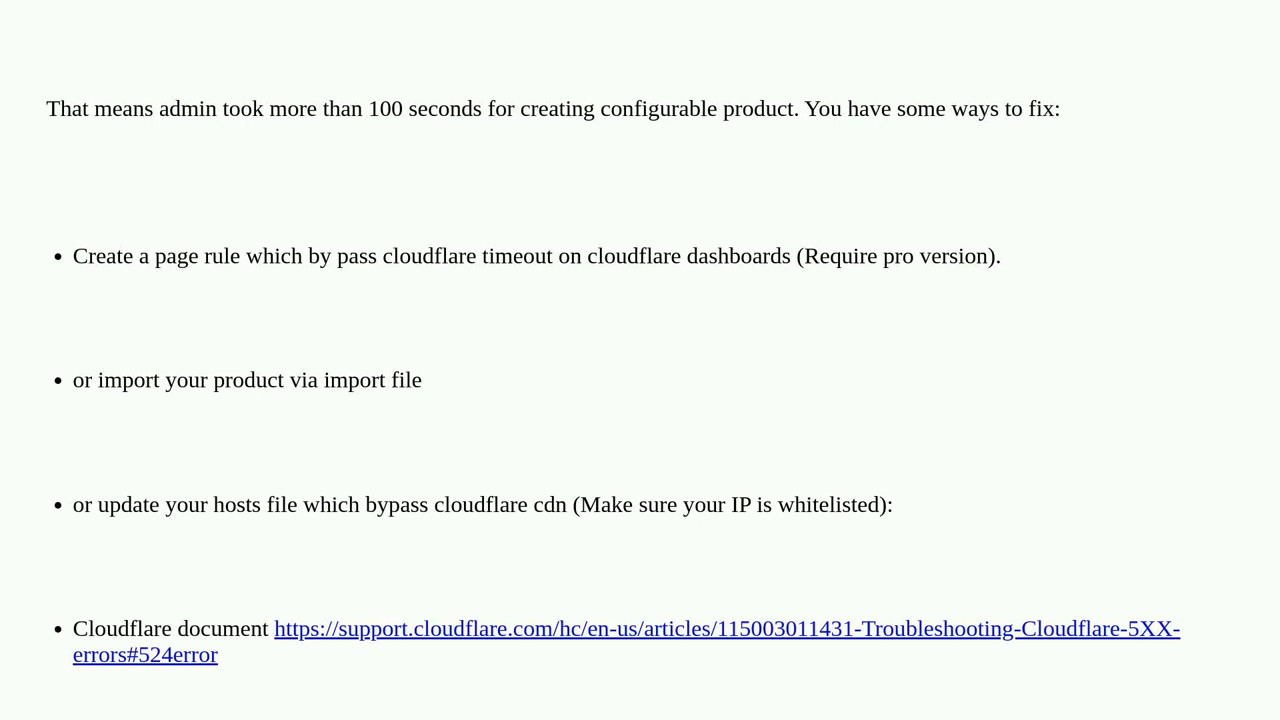 That means admin took more than 100 seconds for creating configurable product. You have some ways to fix:
• Create a page rule which by pass cloudflare timeout on cloudflare dashboards (Require pro version).
• or import your product via import file
• or update your hosts file which bypass cloudflare cdn (Make sure your IP is whitelisted):
• Cloudflare document https://support.cloudflare.com/hc/en-us/articles/115003011431-Troubleshooting-Cloudflare-5XX-
errors#524error